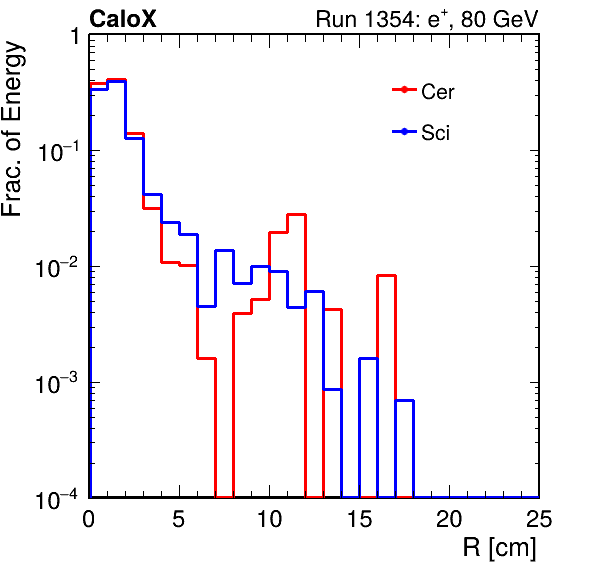 CaloX Run 1354: e⁺, 80 GeV
Frac. of Energy
1
10⁻¹
10⁻²
10⁻³
10⁻⁴
Cer
Sci
0 5 10 15 20 25
R [cm]